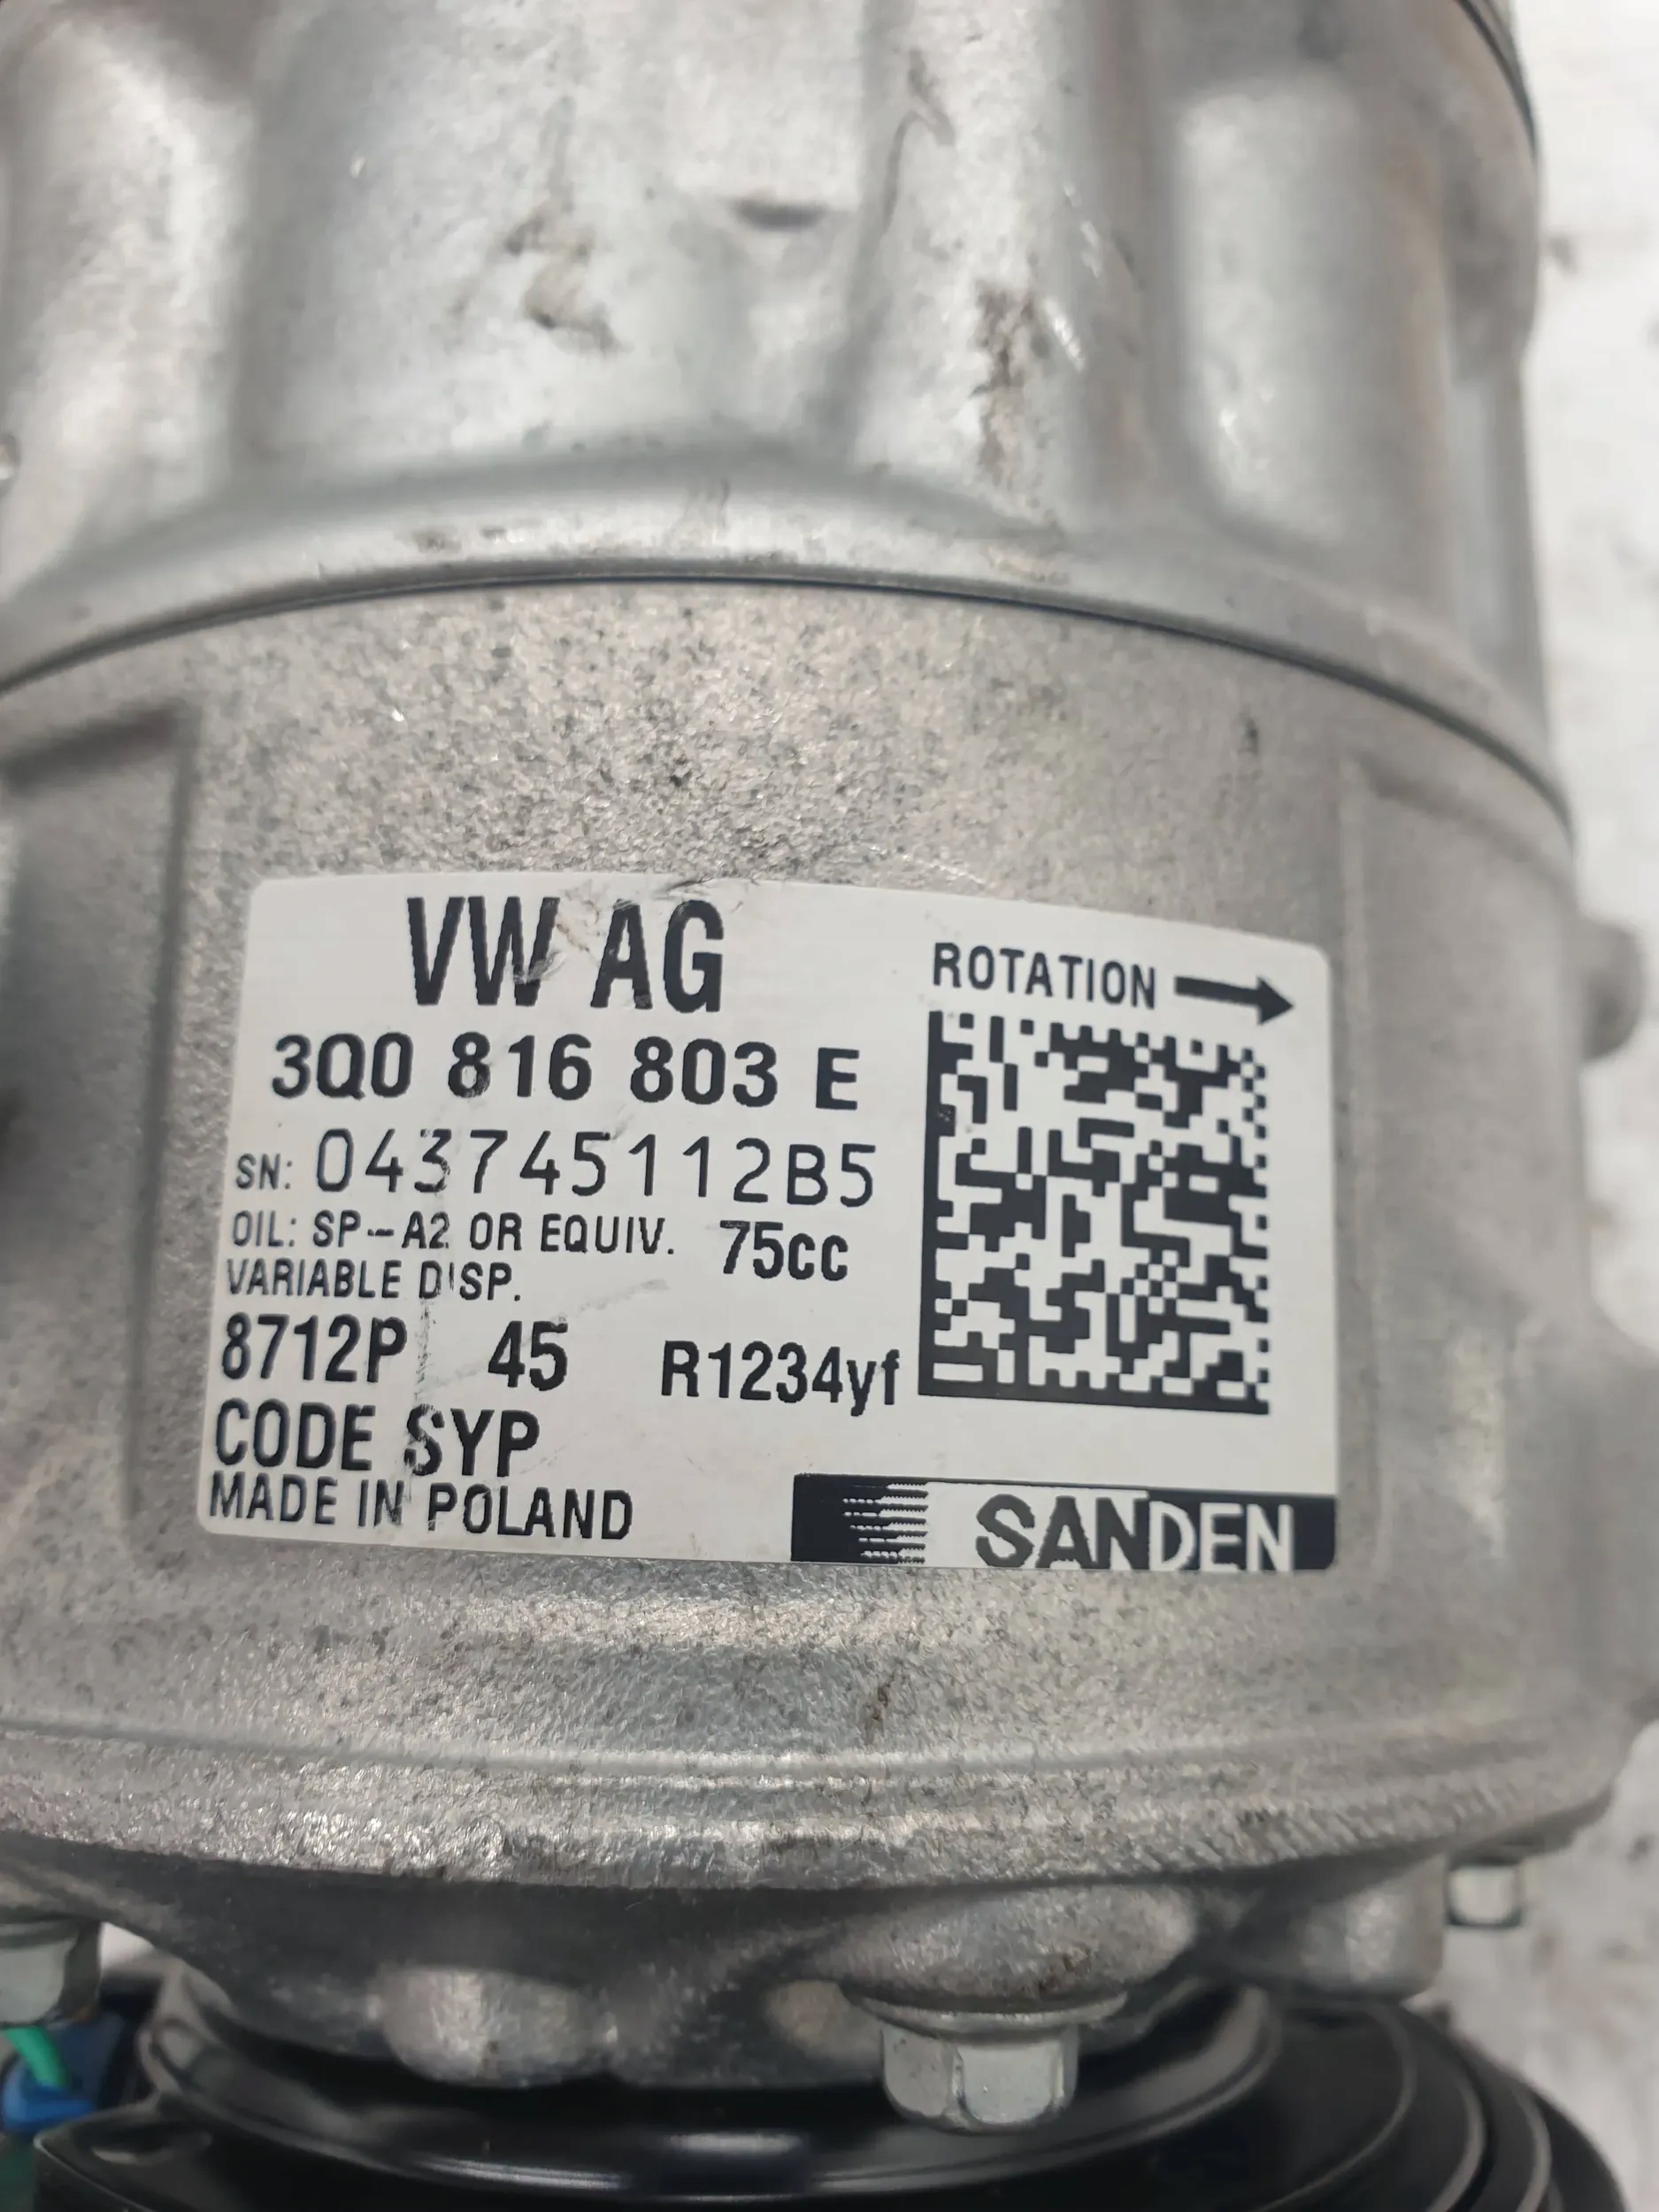 VW AG
ROTATION
3Q0 816 803 E
SN: 043745112B5
OIL: SP-A2 OR EQUIV. 75cc
VARIABLE DISP.
8712P 45 R1234yf
CODE SYP
MADE IN POLAND
SANDEN